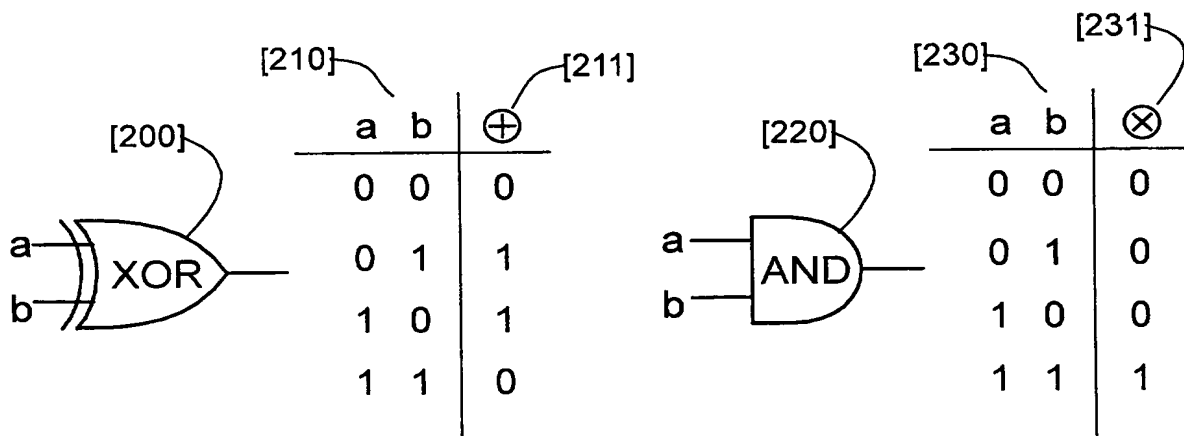 [210]
[211]
[200]
a b ⊕
0 0 0
0 1 1
1 0 1
1 1 0
a
b
XOR
[230]
[231]
[220]
a b ⊗
0 0 0
0 1 0
1 0 0
1 1 1
a
b
AND